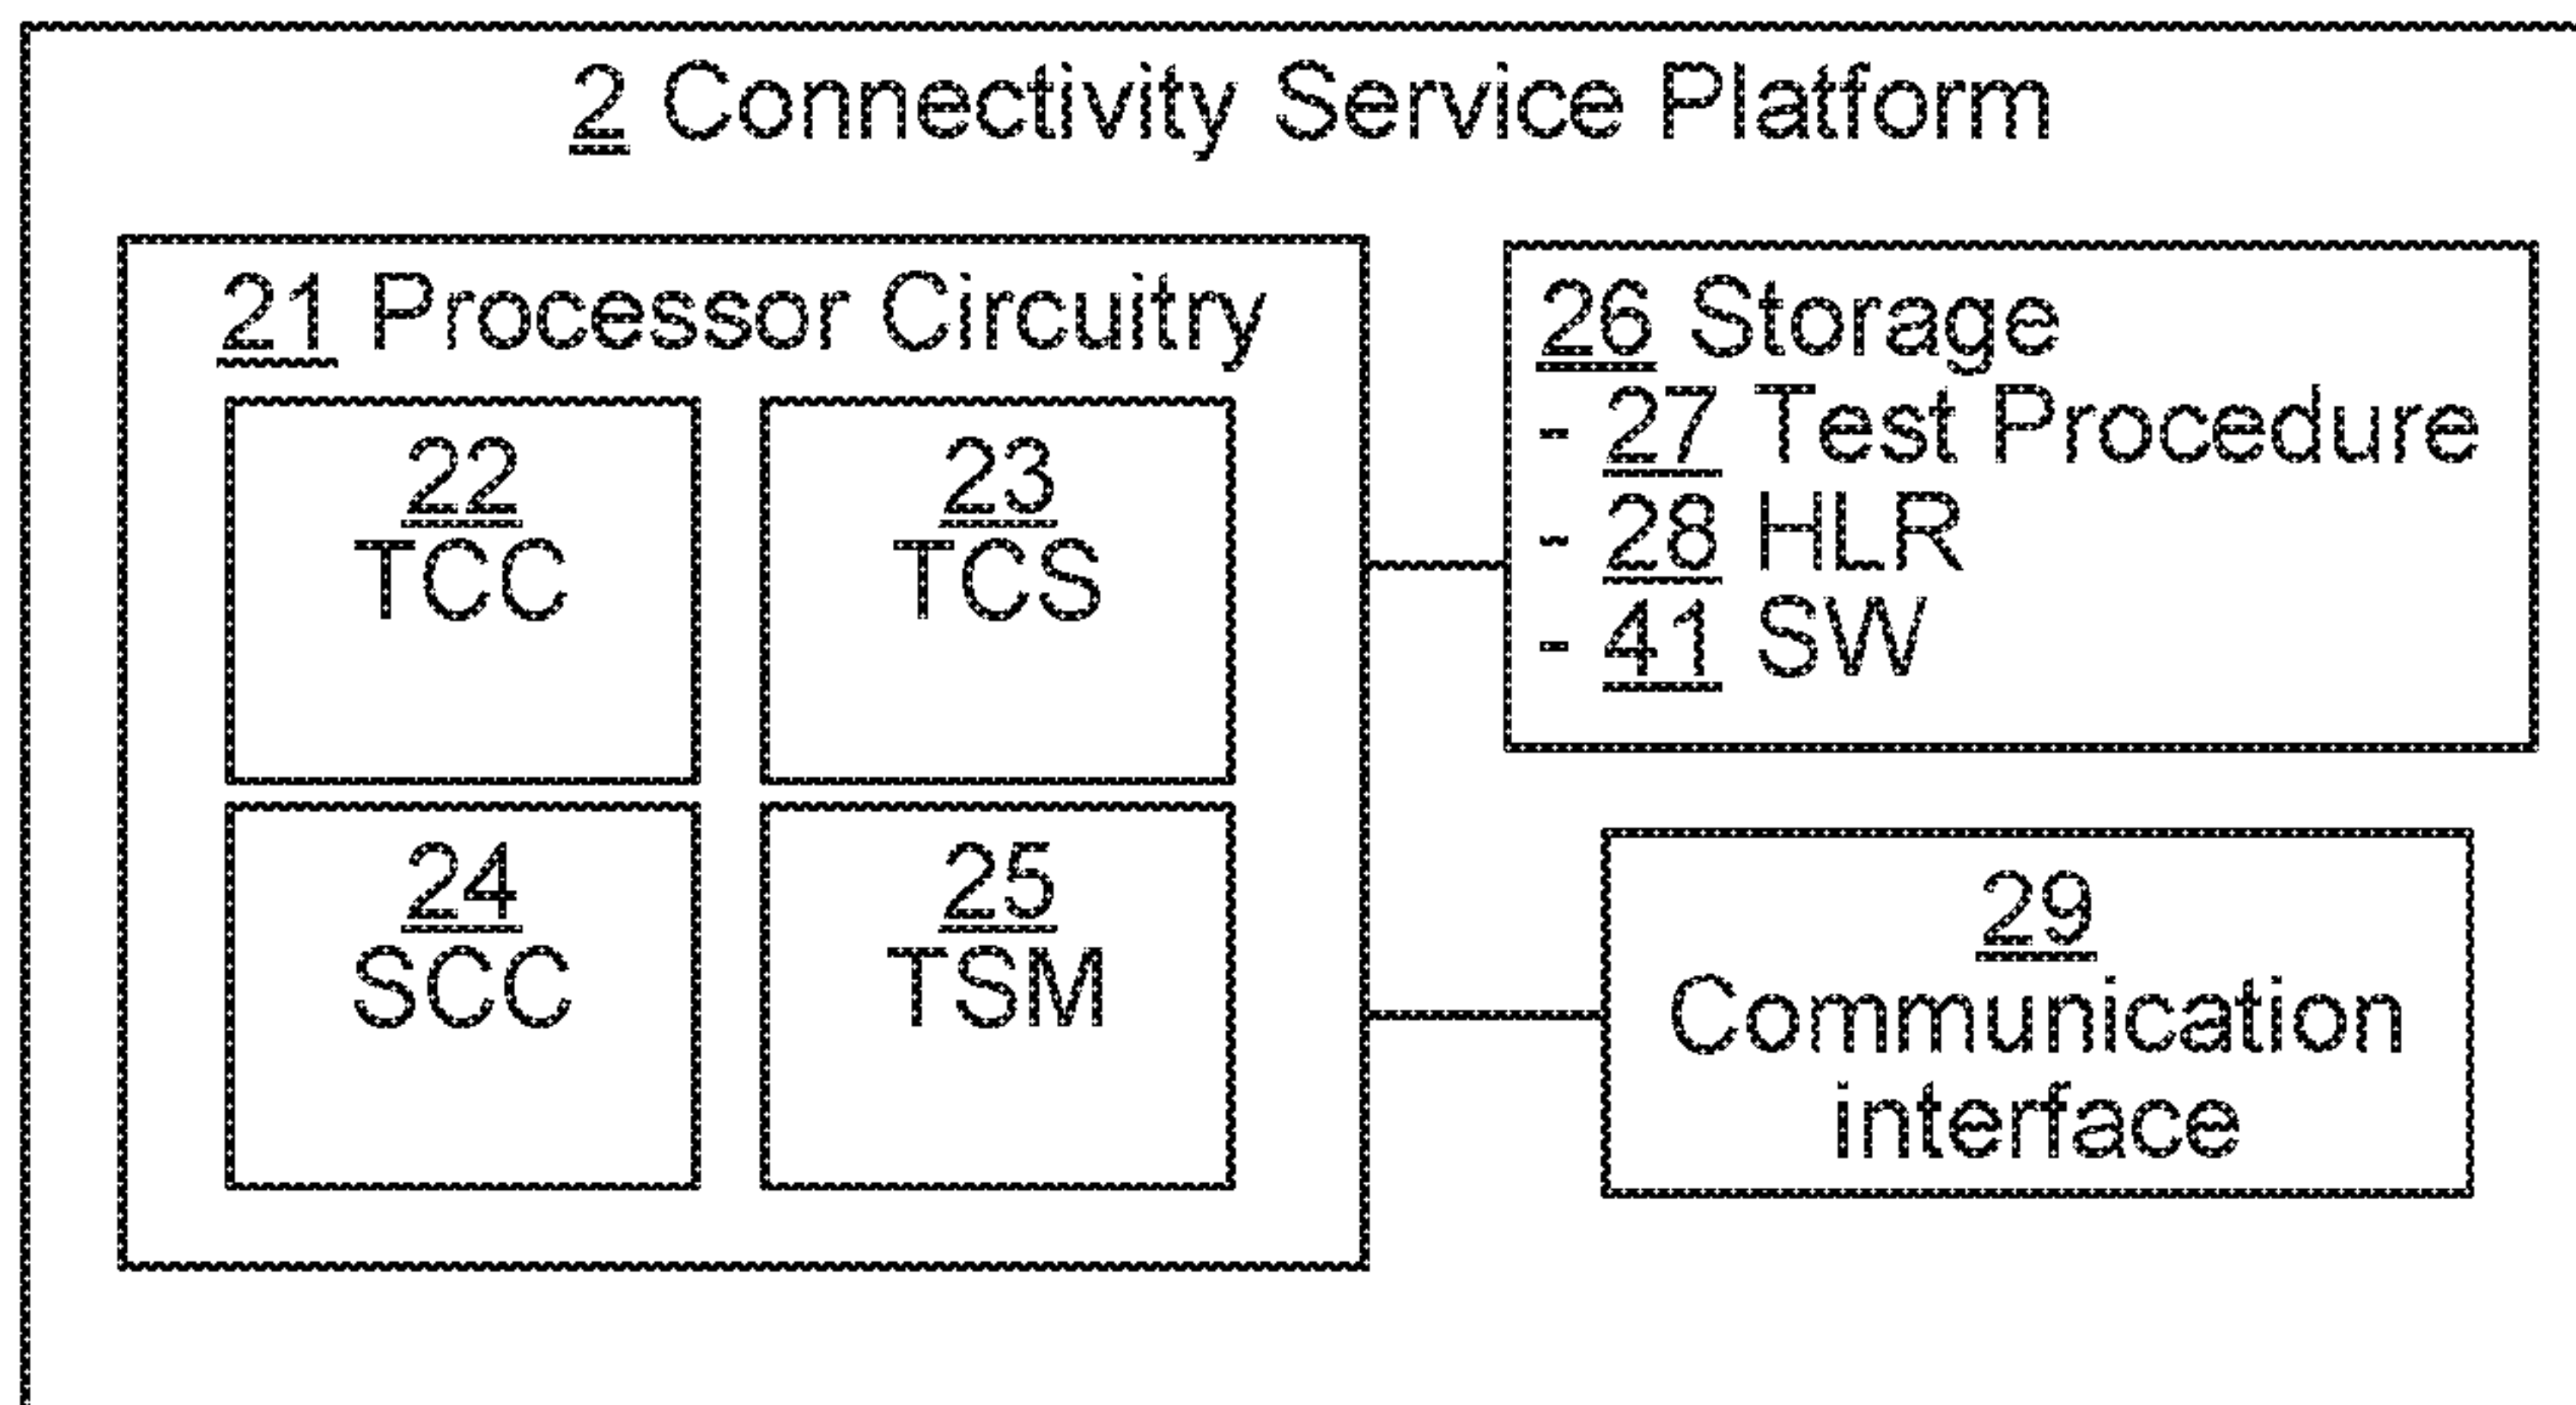 2 Connectivity Service Platform
21 Processor Circuitry
22
TCC
23
TCS
24
SCC
25
TSM
26 Storage
- 27 Test Procedure
- 28 HLR
- 41 SW
29
Communication
interface